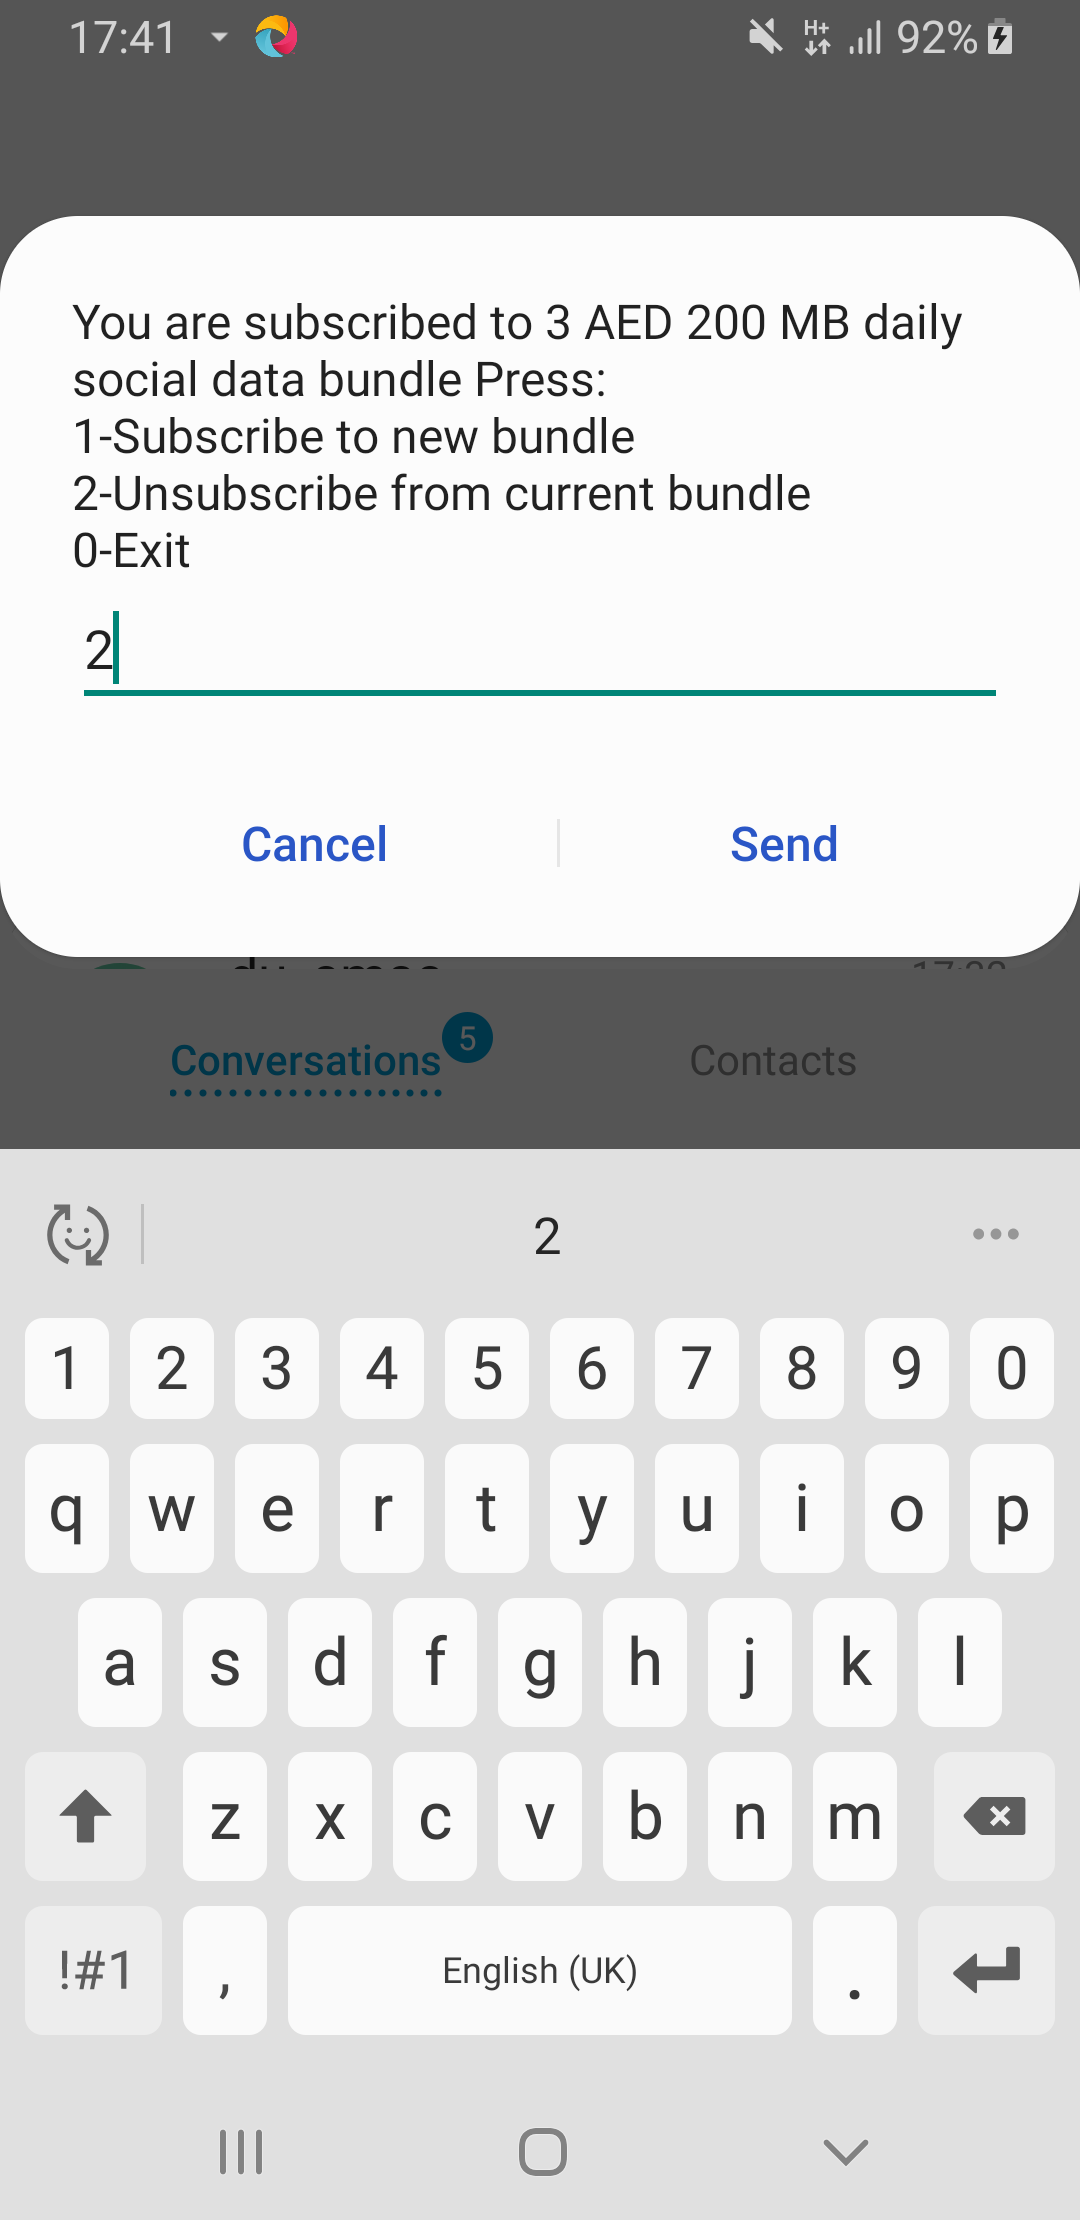 17:41
H+ 92%
You are subscribed to 3 AED 200 MB daily
social data bundle Press:
1-Subscribe to new bundle
2-Unsubscribe from current bundle
0-Exit
2
Cancel Send
Conversations 5 Contacts
2
1 2 3 4 5 6 7 8 9 0
q w e r t y u i o p
a s d f g h j k l
z x c v b n m
!#1 , English (UK) .